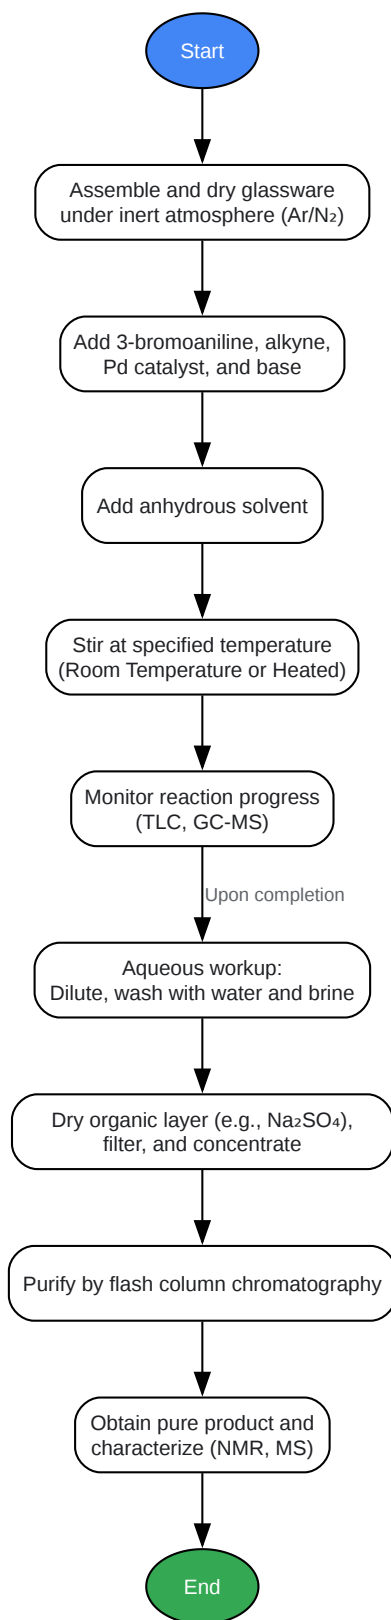 Start
Assemble and dry glassware
under inert atmosphere (Ar/N₂)
Add 3-bromoaniline, alkyne,
Pd catalyst, and base
Add anhydrous solvent
Stir at specified temperature
(Room Temperature or Heated)
Monitor reaction progress
(TLC, GC-MS)
Upon completion
Aqueous workup:
Dilute, wash with water and brine
Dry organic layer (e.g., Na₂SO₄),
filter, and concentrate
Purify by flash column chromatography
Obtain pure product and
characterize (NMR, MS)
End